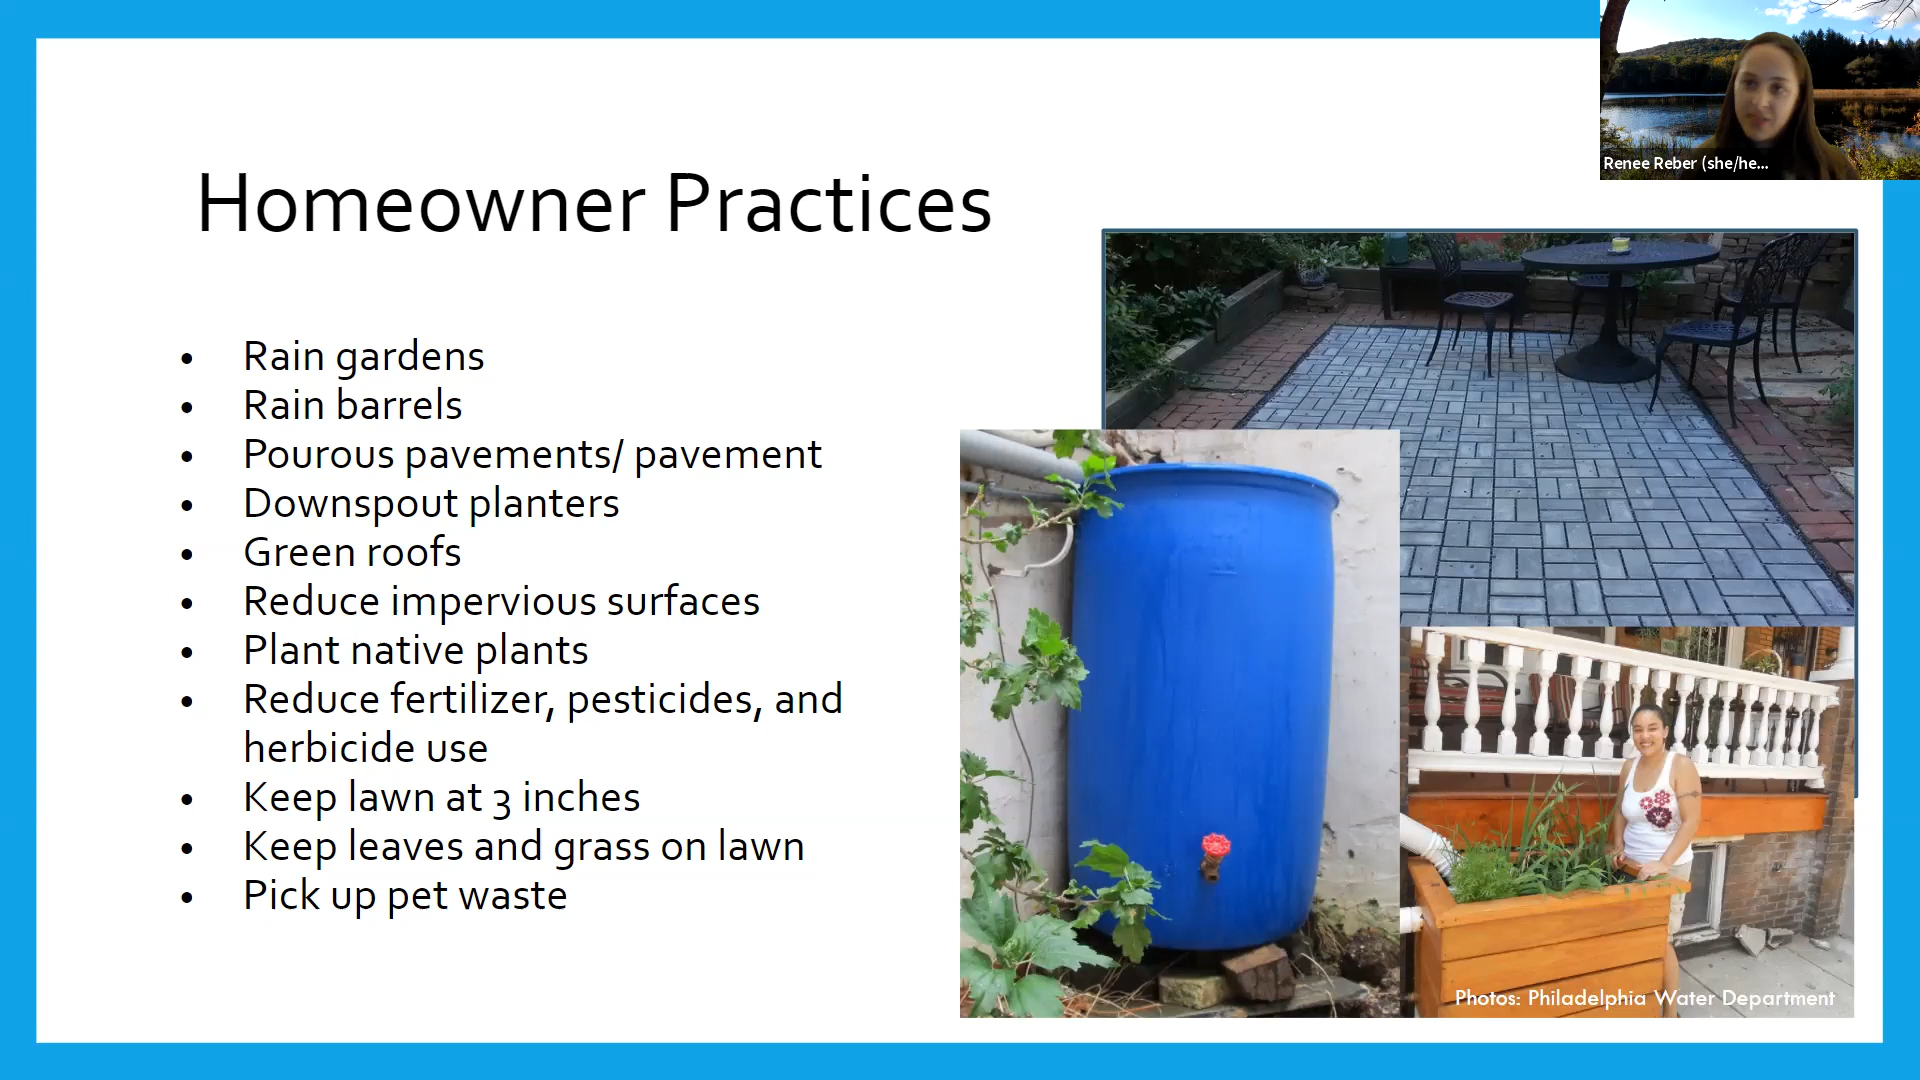 Renee Reber (she/he...
Homeowner Practices
• Rain gardens
• Rain barrels
• Pourous pavements/ pavement
• Downspout planters
• Green roofs
• Reduce impervious surfaces
• Plant native plants
• Reduce fertilizer, pesticides, and
herbicide use
• Keep lawn at 3 inches
• Keep leaves and grass on lawn
• Pick up pet waste
Photos: Philadelphia Water Department